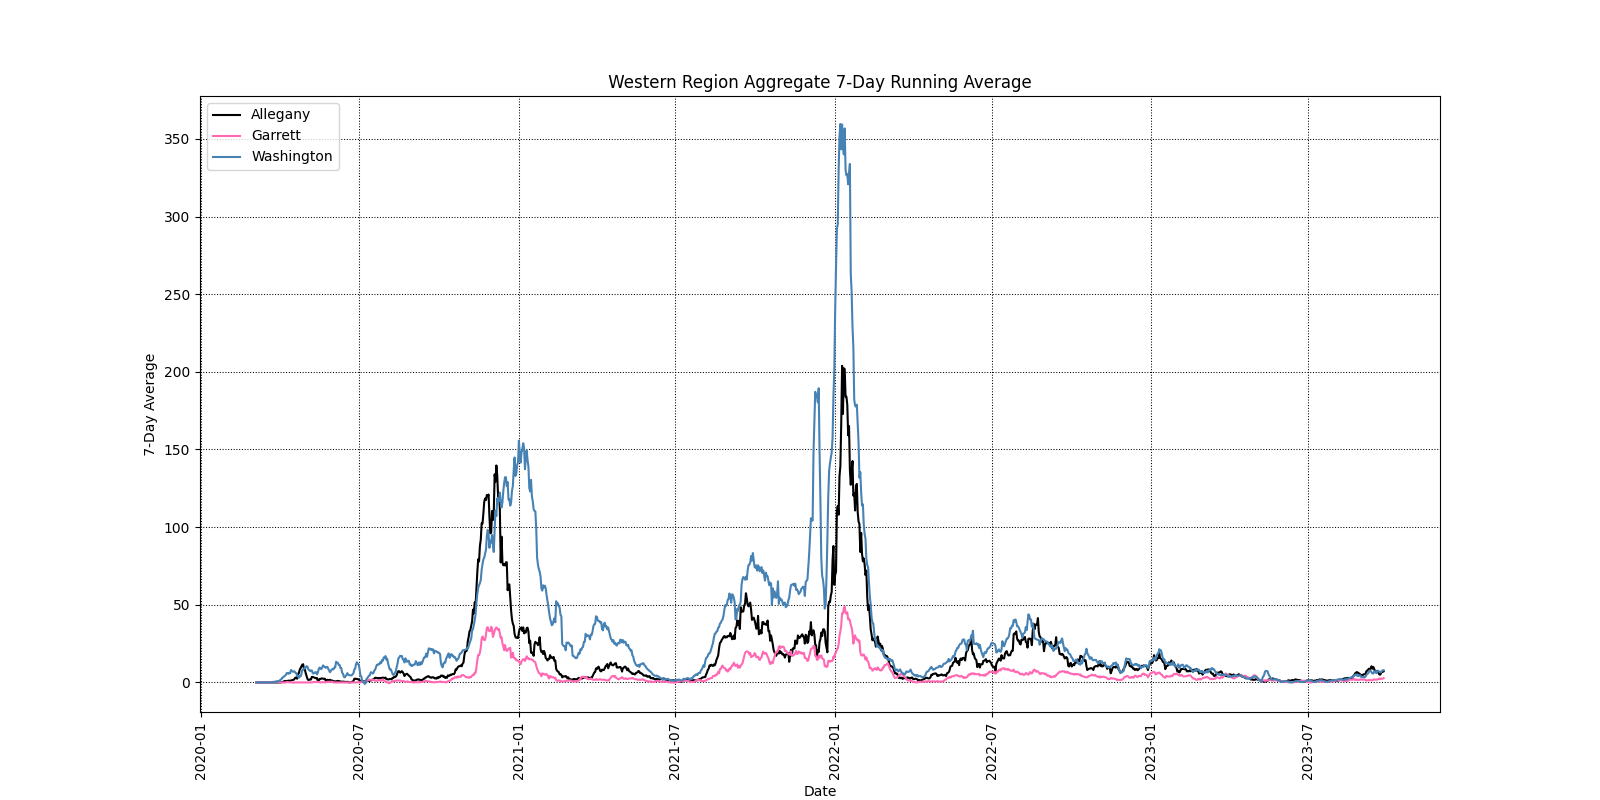 Western Region Aggregate 7-Day Running Average
Allegany
Garrett
Washington
350
300
250
200
150
100
50
0
7-Day Average
2020-01
2020-07
2021-01
2021-07
2022-01
2022-07
2023-01
2023-07
Date